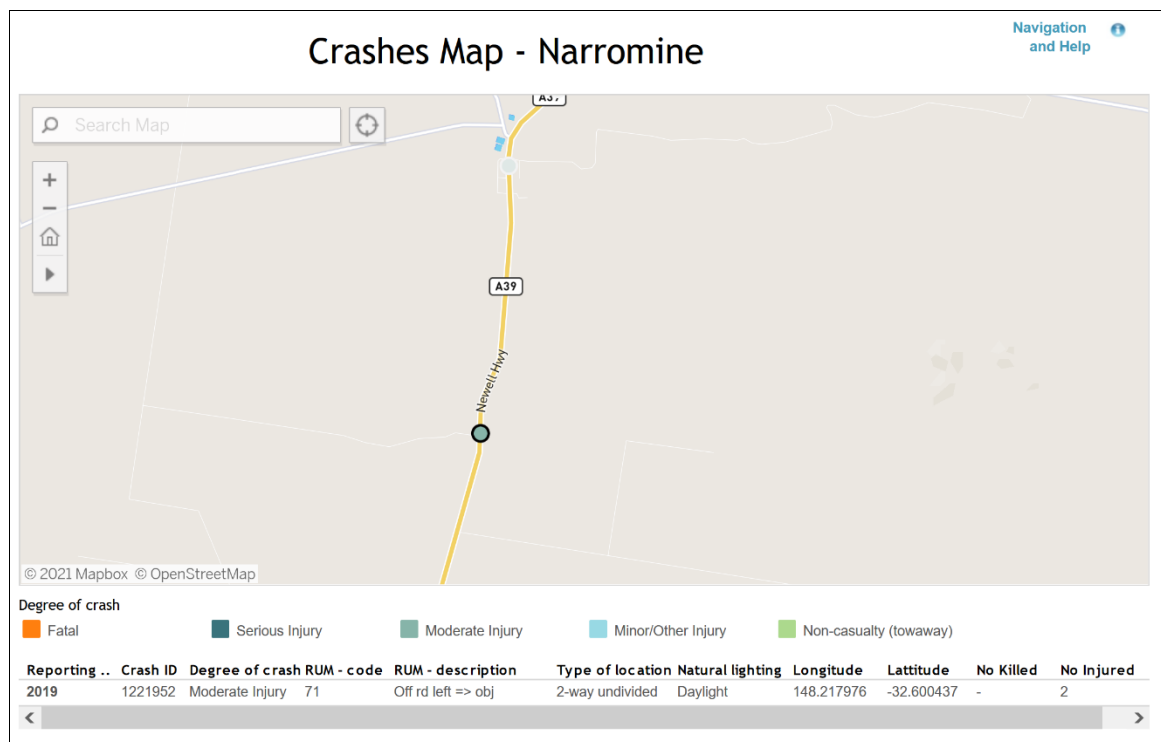 Crashes Map - Narromine
Navigation
and Help
Search Map
A39
Newell Hwy
© 2021 Mapbox © OpenStreetMap
Degree of crash
Fatal Serious Injury Moderate Injury Minor/Other Injury Non-casualty (towaway)
Reporting .. Crash ID Degree of crash RUM - code RUM - description Type of location Natural lighting Longitude Lattitude No Killed No Injured
2019 1221952 Moderate Injury 71 Off rd left => obj 2-way undivided Daylight 148.217976 -32.600437 - 2